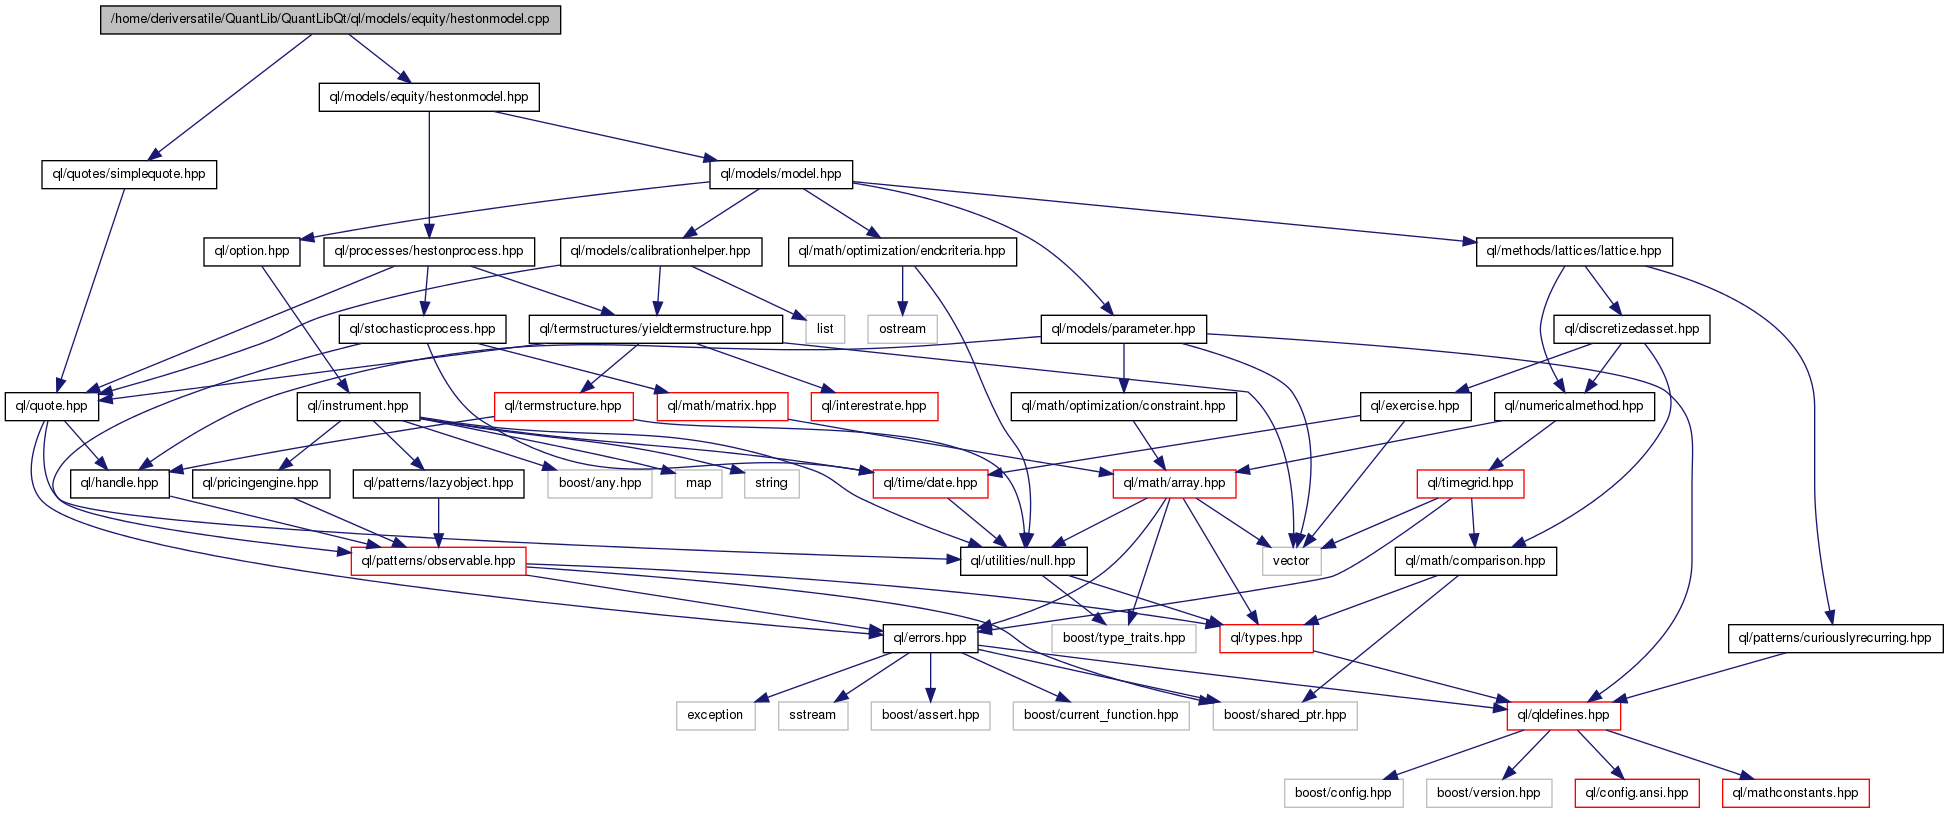 /home/deriversatile/QuantLib/QuantLibQt/ql/models/equity/hestonmodel.cpp
ql/models/equity/hestonmodel.hpp
ql/quotes/simplequote.hpp
ql/models/model.hpp
ql/option.hpp
ql/processes/hestonprocess.hpp
ql/models/calibrationhelper.hpp
ql/math/optimization/endcriteria.hpp
ql/methods/lattices/lattice.hpp
ql/stochasticprocess.hpp
ql/termstructures/yieldtermstructure.hpp
list
ostream
ql/models/parameter.hpp
ql/discretizedasset.hpp
ql/quote.hpp
ql/instrument.hpp
ql/termstructure.hpp
ql/math/matrix.hpp
ql/interestrate.hpp
ql/math/optimization/constraint.hpp
ql/exercise.hpp
ql/numericalmethod.hpp
ql/handle.hpp
ql/pricingengine.hpp
ql/patterns/lazyobject.hpp
boost/any.hpp
map
string
ql/time/date.hpp
ql/math/array.hpp
ql/timegrid.hpp
ql/patterns/observable.hpp
ql/utilities/null.hpp
vector
ql/math/comparison.hpp
ql/errors.hpp
boost/type_traits.hpp
ql/types.hpp
ql/patterns/curiouslyrecurring.hpp
exception
sstream
boost/assert.hpp
boost/current_function.hpp
boost/shared_ptr.hpp
ql/qldefines.hpp
boost/config.hpp
boost/version.hpp
ql/config.ansi.hpp
ql/mathconstants.hpp